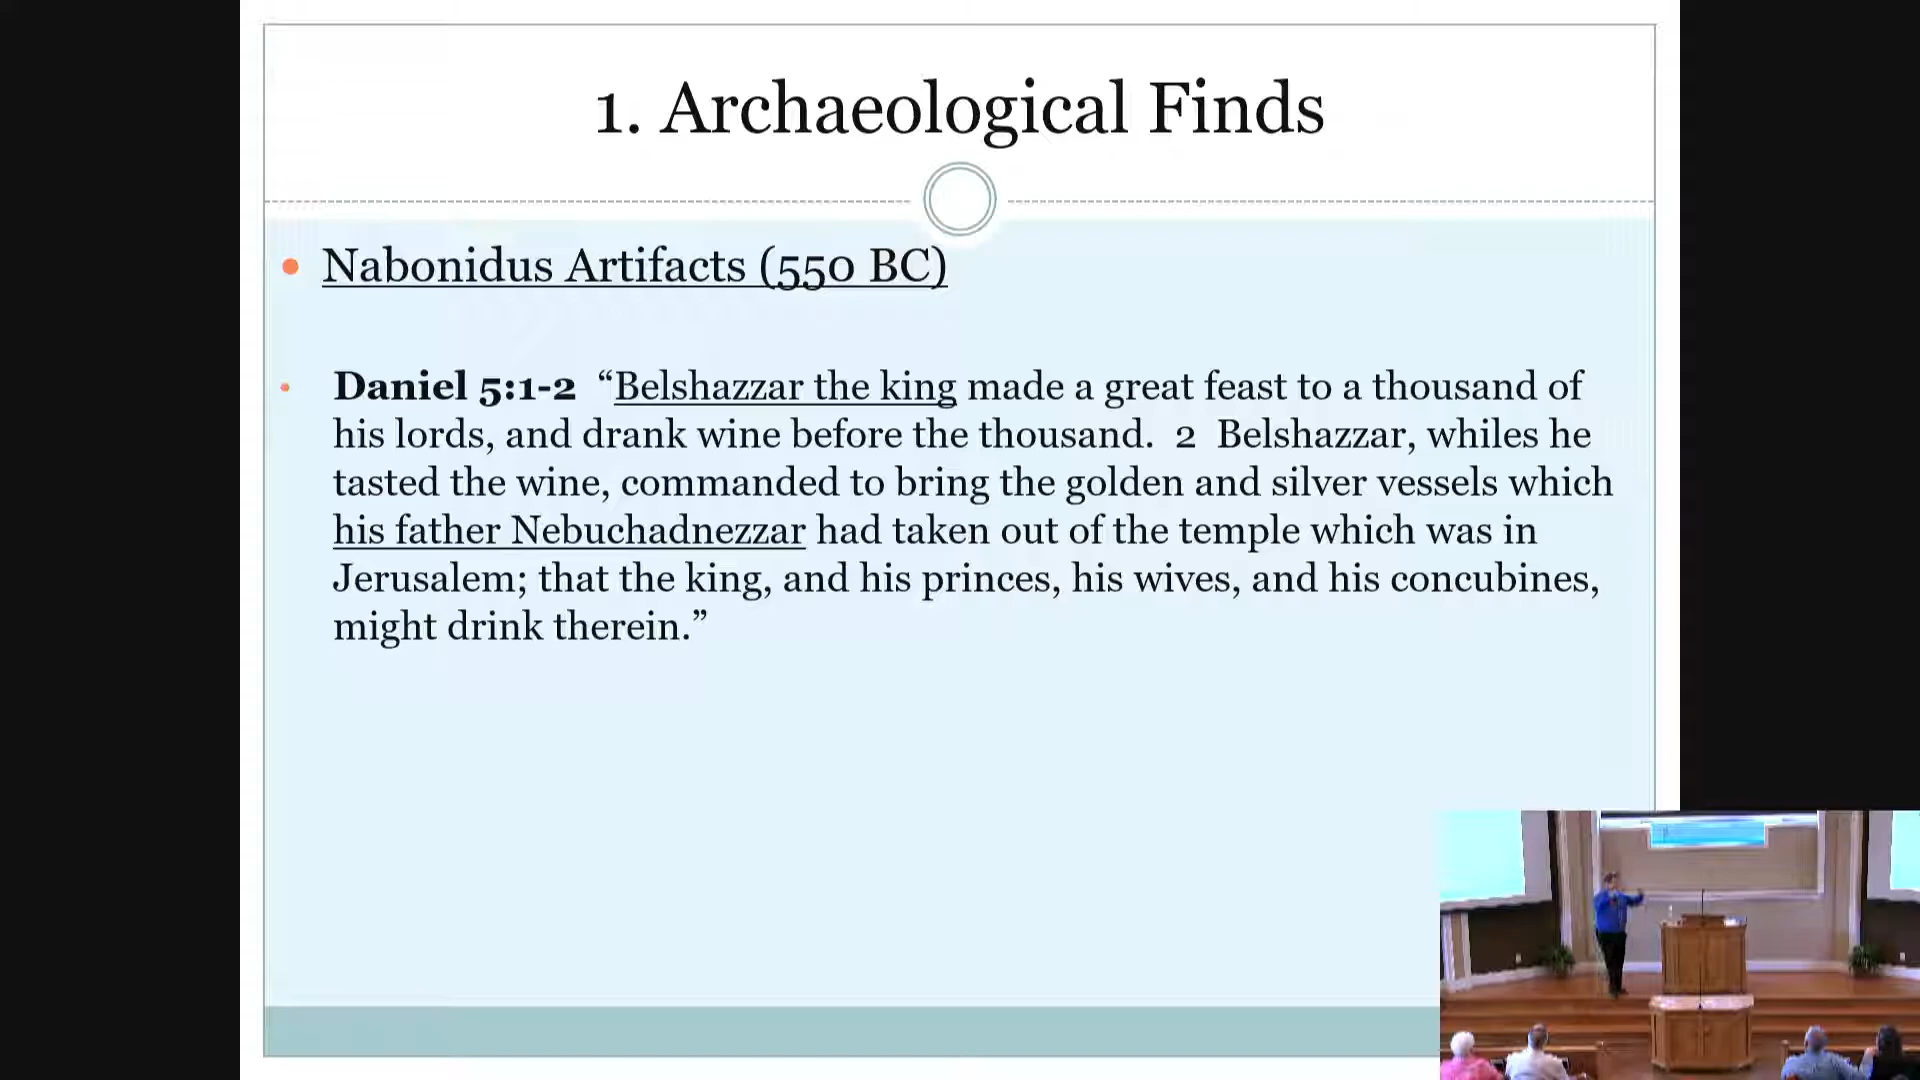 1. Archaeological Finds
Nabonidus Artifacts (550 BC)
Daniel 5:1-2 “Belshazzar the king made a great feast to a thousand of
his lords, and drank wine before the thousand. 2 Belshazzar, whiles he
tasted the wine, commanded to bring the golden and silver vessels which
his father Nebuchadnezzar had taken out of the temple which was in
Jerusalem; that the king, and his princes, his wives, and his concubines,
might drink therein.”